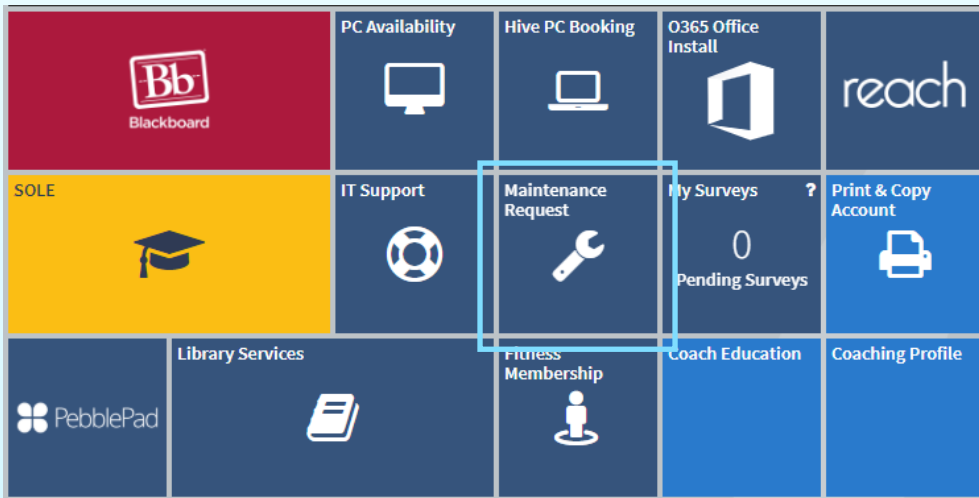 Bb
Blackboard
PC Availability
Hive PC Booking
O365 Office
Install
reach
SOLE
IT Support
Maintenance
Request
My Surveys ?
0
Pending Surveys
Print & Copy
Account
PebblePad
Library Services
Fitness
Membership
Coach Education
Coaching Profile